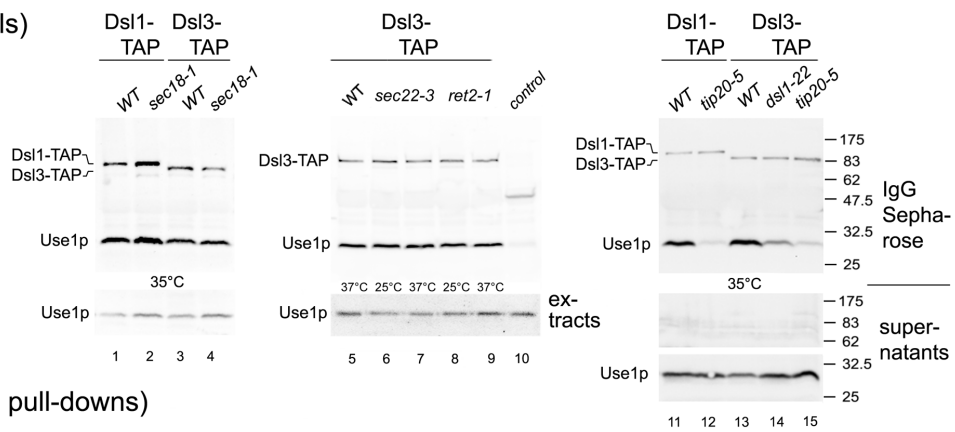 ls)
Dsl1- Dsl3-
TAP TAP
WT sec18-1 WT sec18-1
Dsl1-TAP
Dsl3-TAP
Use1p
35°C
Use1p
1 2 3 4
pull-downs)
Dsl3-
TAP
WT sec22-3 ret2-1 control
Dsl3-TAP
Use1p
37°C 25°C 37°C 25°C 37°C
Use1p
ex-
tracts
5 6 7 8 9 10
Dsl1- Dsl3-
TAP TAP
WT tip20-5 WT dsl1-22 tip20-5
Dsl1-TAP
Dsl3-TAP
Use1p
175
83
62
47.5
32.5
25
IgG
Sepha-
rose
35°C
175
83
62
32.5
25
super-
natants
Use1p
11 12 13 14 15